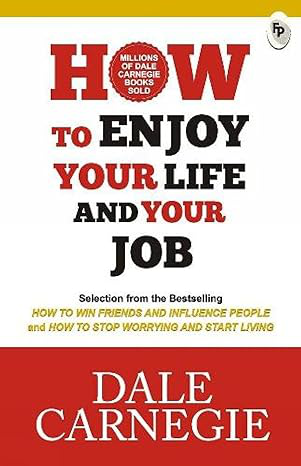 FP
HOW
MILLIONS
OF DALE
CARNEGIE
BOOKS
SOLD
TO ENJOY
YOUR LIFE
AND YOUR
JOB
Selection from the Bestselling
HOW TO WIN FRIENDS AND INFLUENCE PEOPLE
and HOW TO STOP WORRYING AND START LIVING
DALE
CARNEGIE